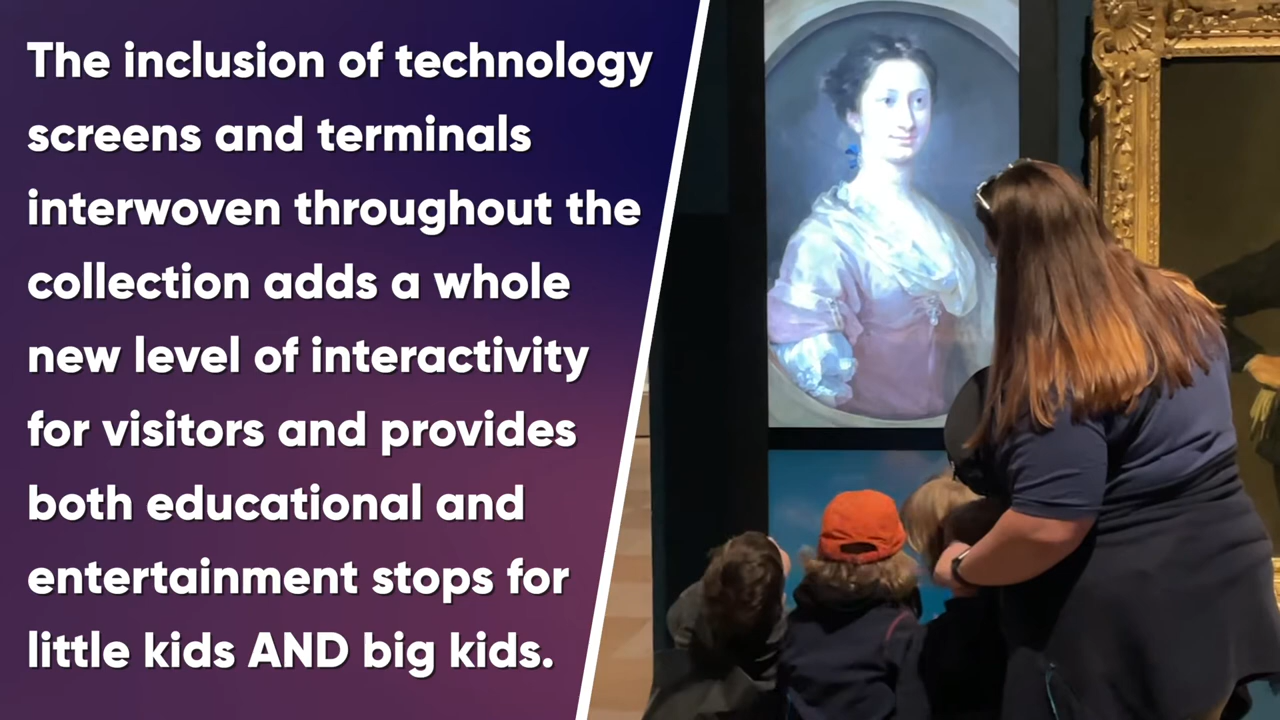 The inclusion of technology
screens and terminals
interwoven throughout the
collection adds a whole
new level of interactivity
for visitors and provides
both educational and
entertainment stops for
little kids AND big kids.